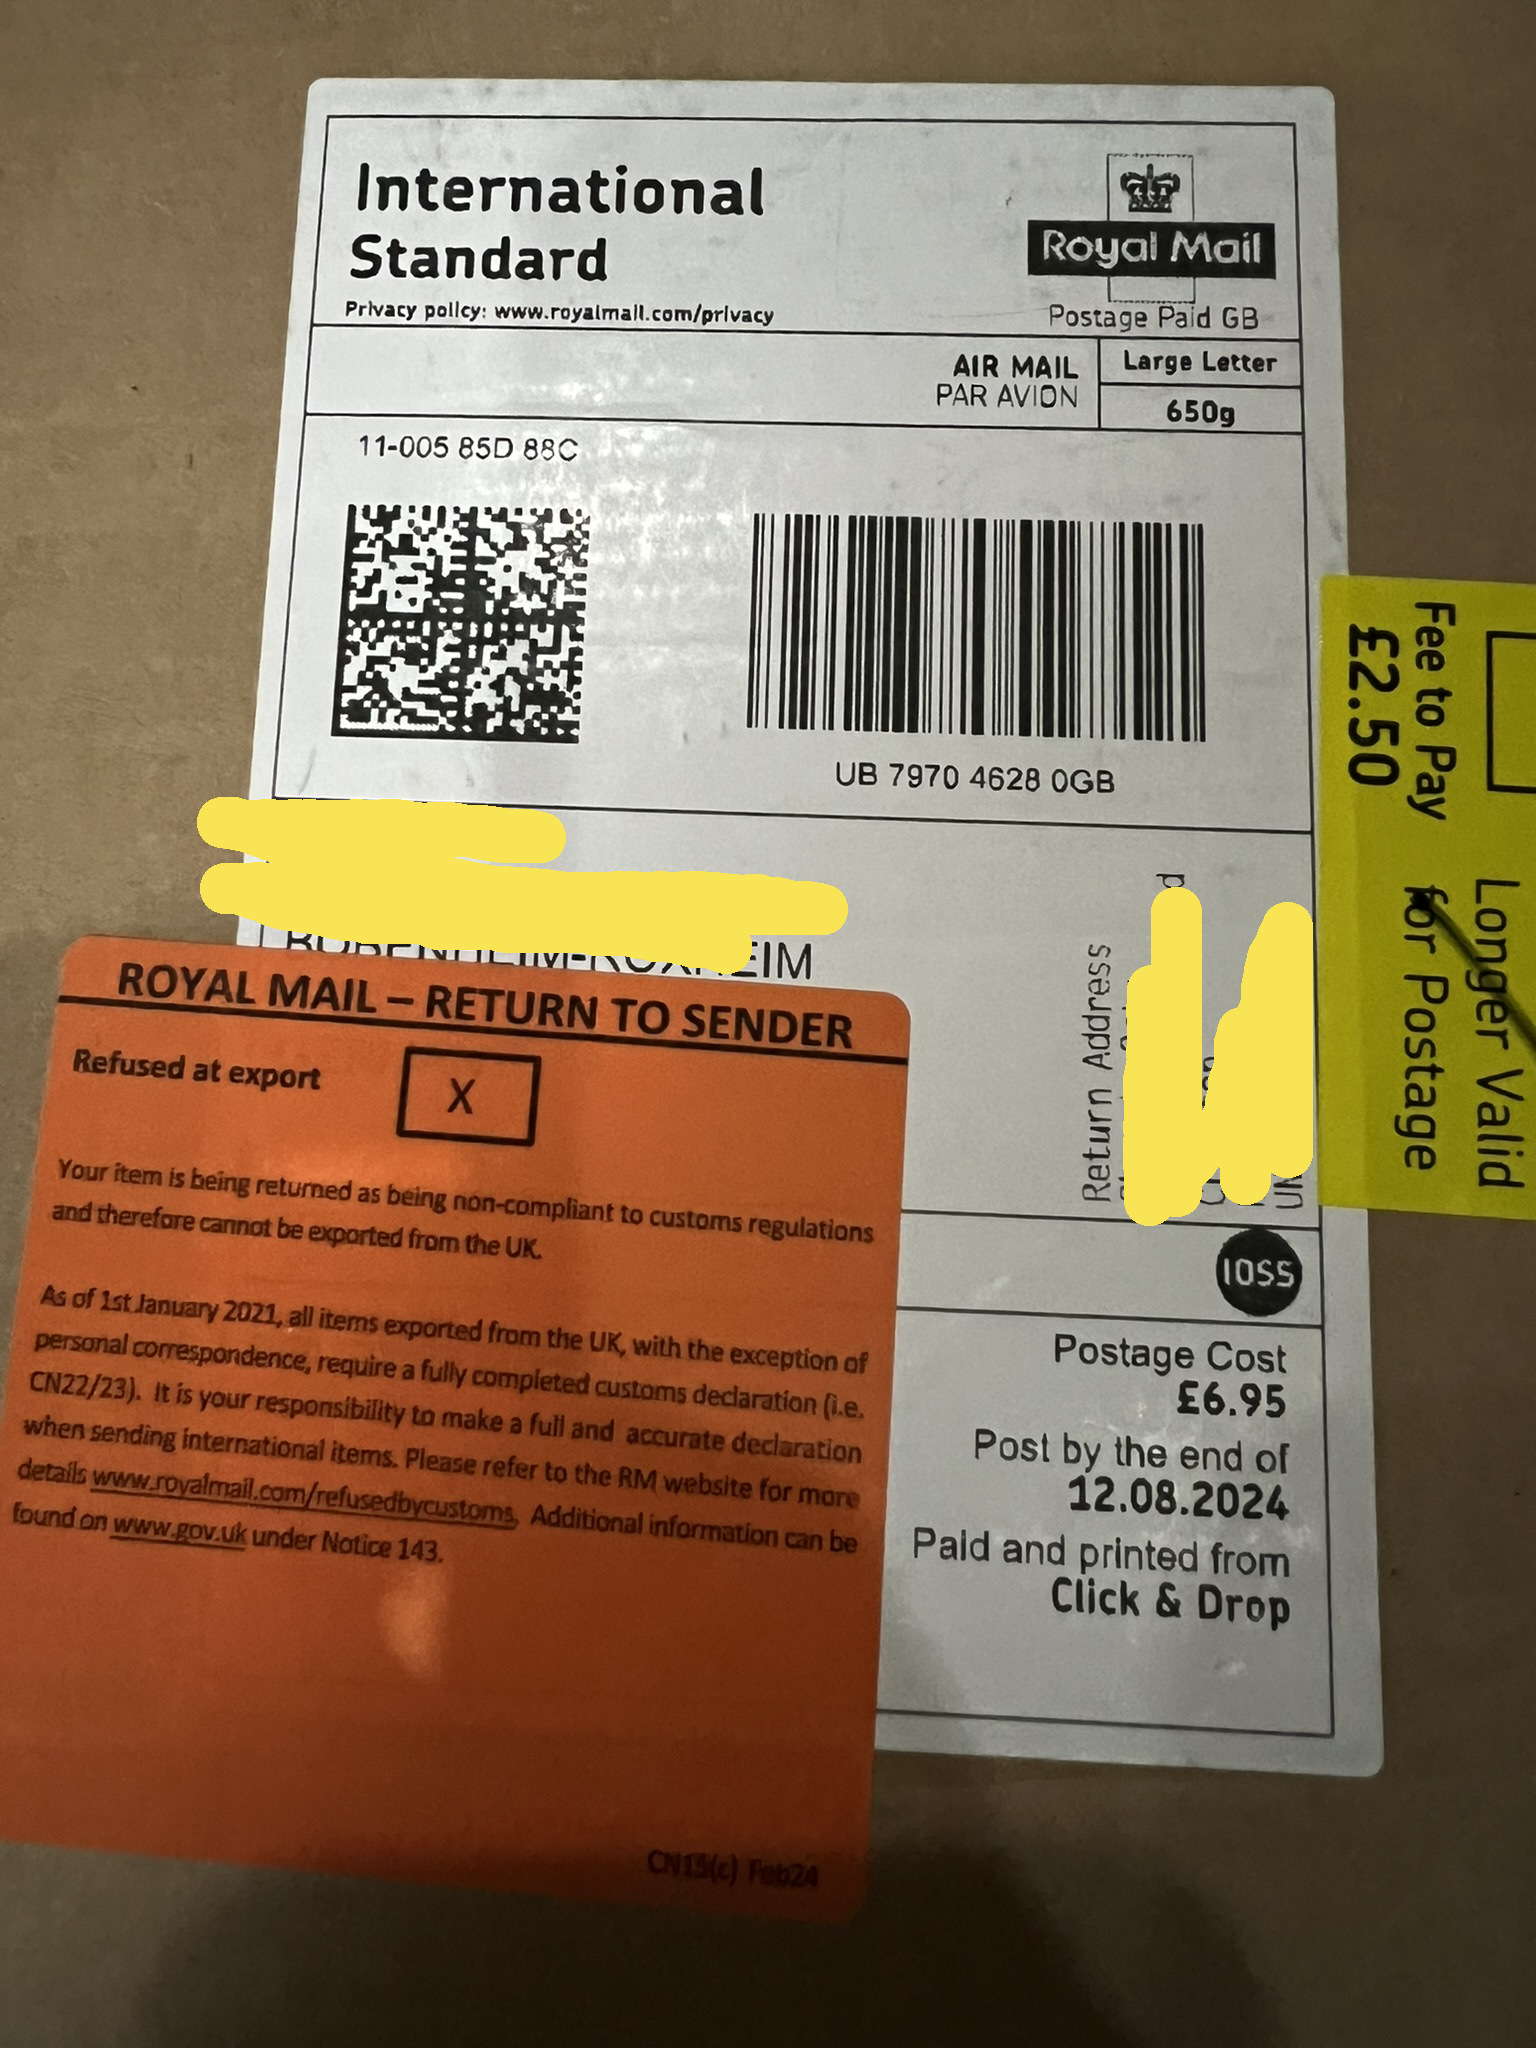 International
Standard
Privacy policy: www.royalmail.com/privacy
Royal Mail
Postage Paid GB
AIR MAIL
PAR AVION
Large Letter
650g
11-005 85D 88C
UB 7970 4628 0GB
Fee to Pay
£2.50
Longer Valid
for Postage
EIM
Return Address
ROYAL MAIL – RETURN TO SENDER
Refused at export
X
Your item is being returned as being non-compliant to customs regulations
and therefore cannot be exported from the UK.
As of 1st January 2021, all items exported from the UK, with the exception of
personal correspondence, require a fully completed customs declaration (i.e.
CN22/23). It is your responsibility to make a full and accurate declaration
when sending international items. Please refer to the RM website for more
details www.royalmail.com/refusedbycustoms. Additional information can be
found on www.gov.uk under Notice 143.
CN15(c) Feb24
IOSS
Postage Cost
£6.95
Post by the end of
12.08.2024
Paid and printed from
Click & Drop